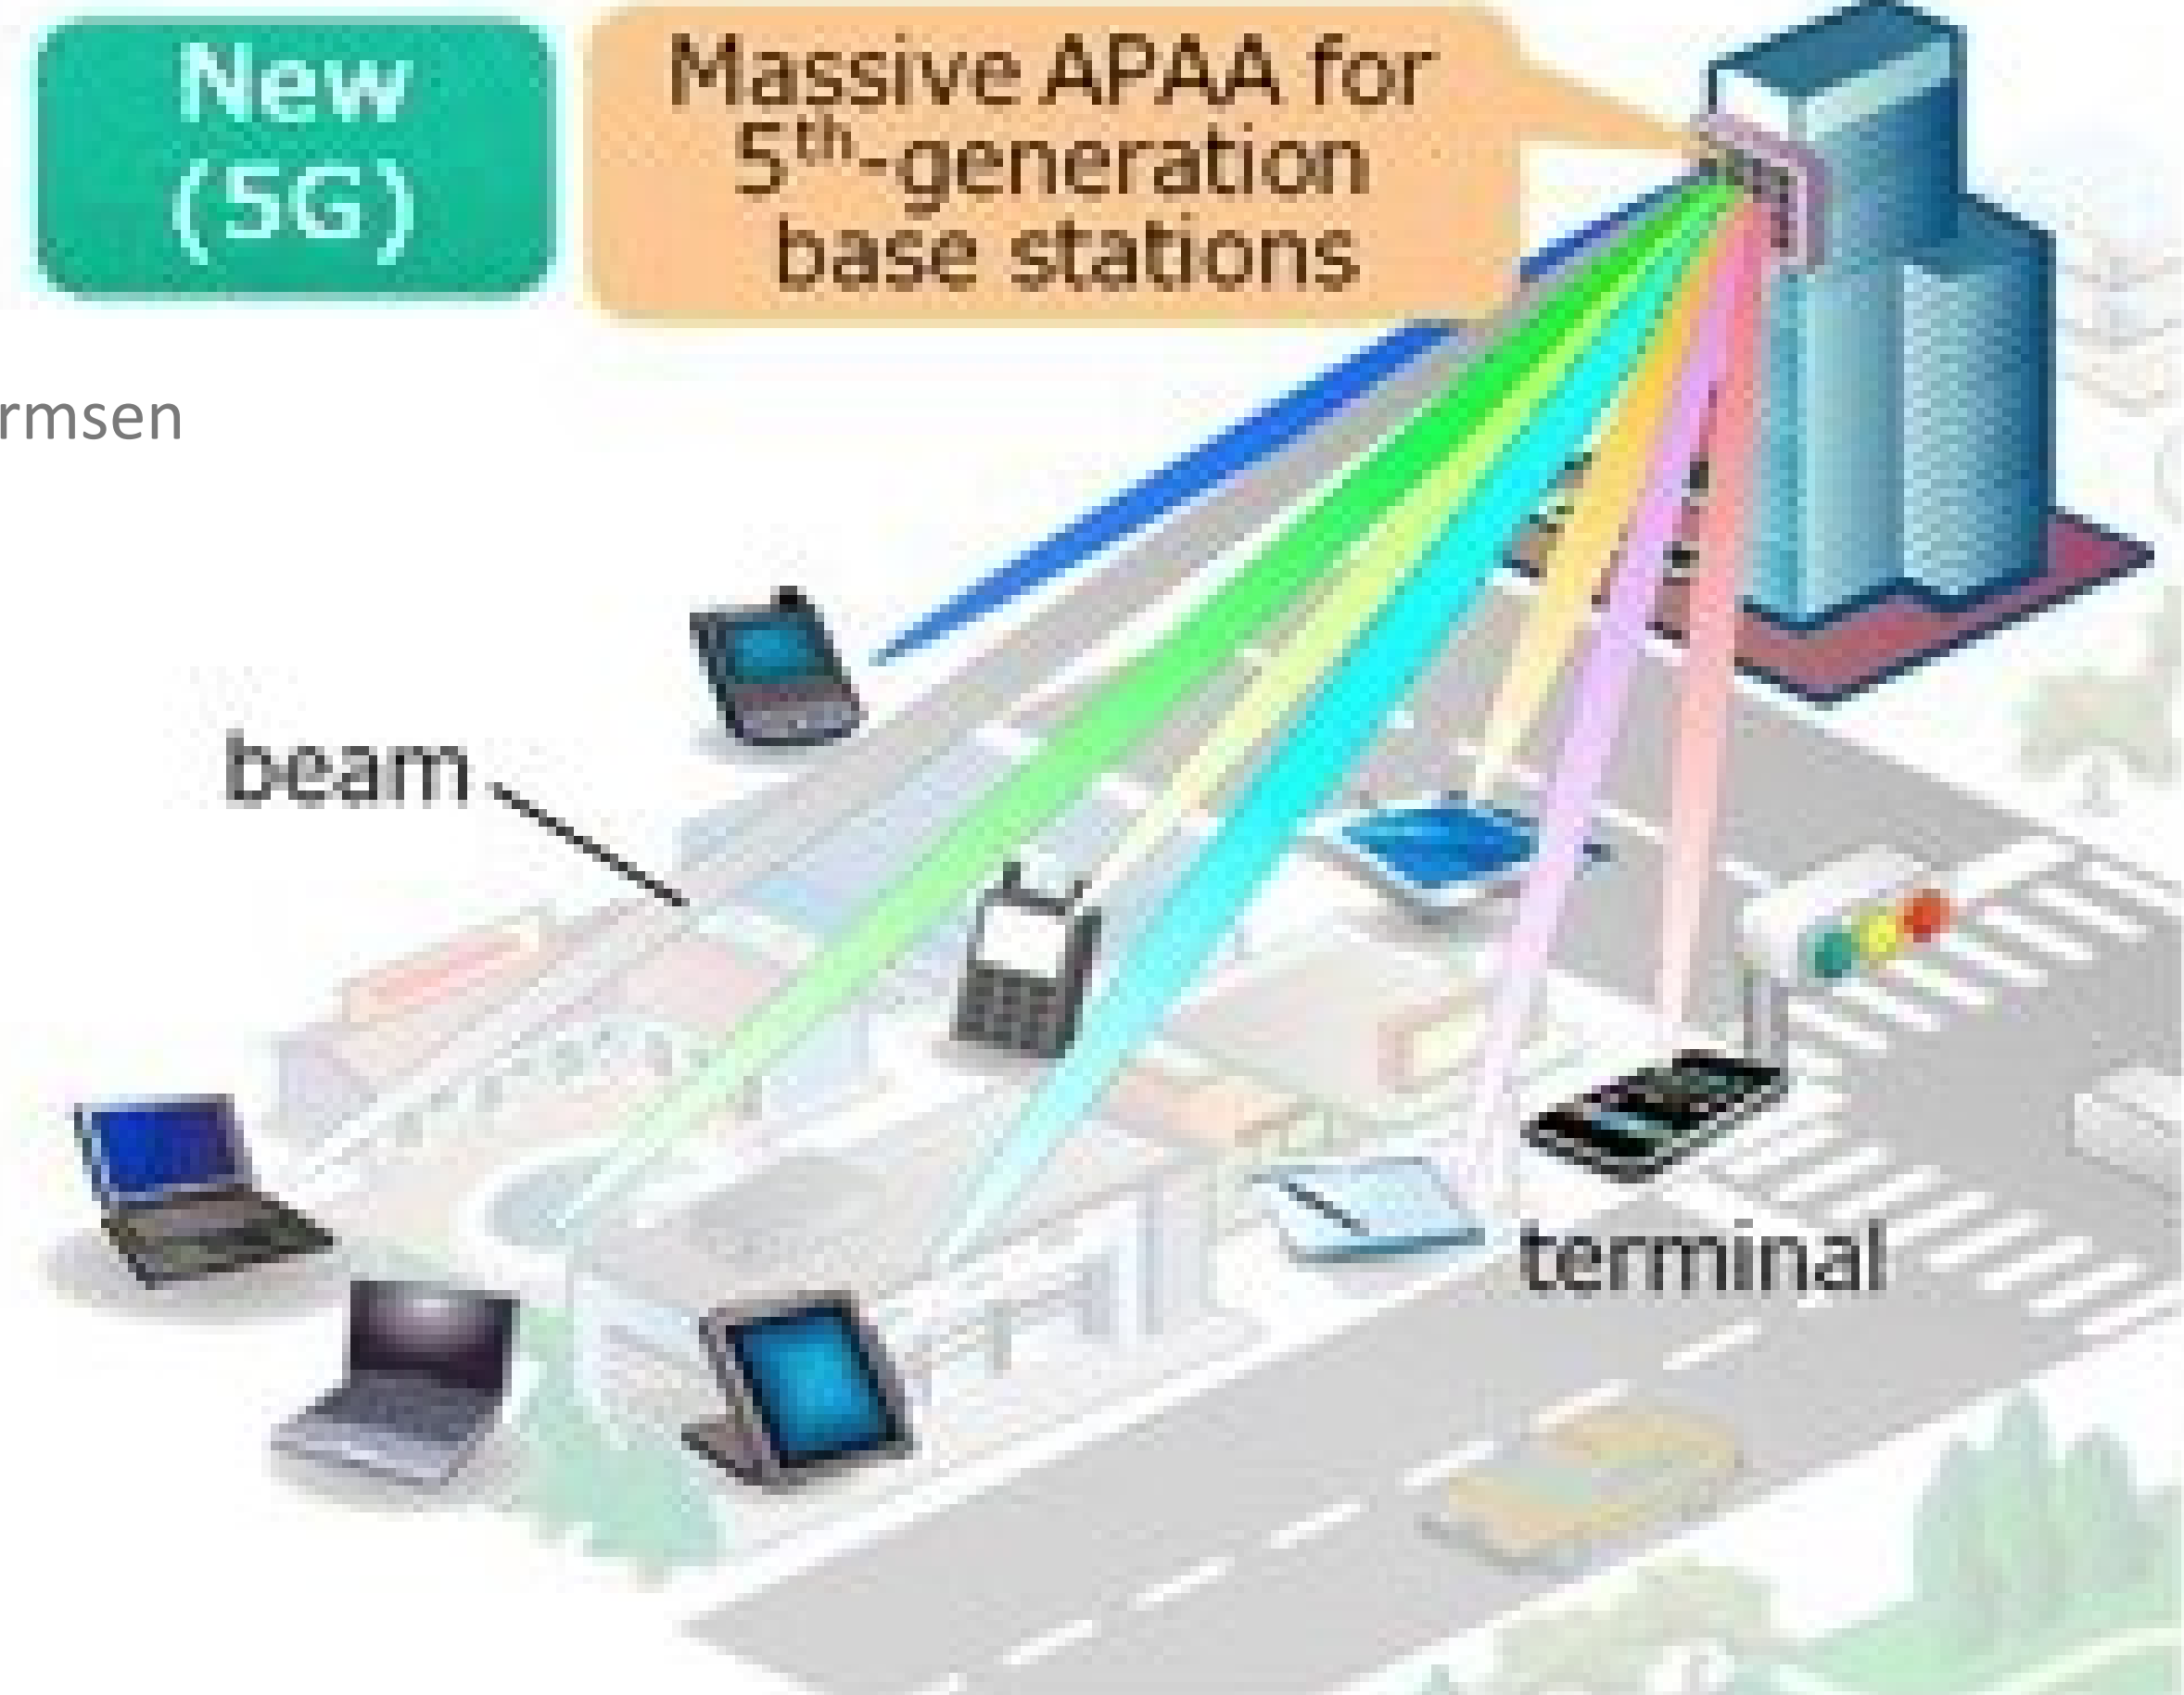 New
(5G)
Massive APAA for
5th-generation
base stations
rmsen
beam
terminal